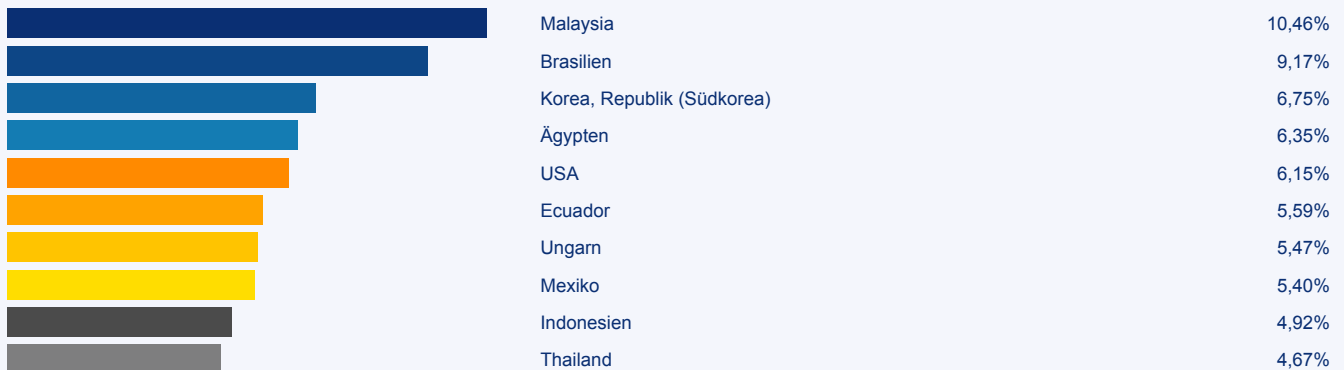 Malaysia 10,46%
Brasilien 9,17%
Korea, Republik (Südkorea) 6,75%
Ägypten 6,35%
USA 6,15%
Ecuador 5,59%
Ungarn 5,47%
Mexiko 5,40%
Indonesien 4,92%
Thailand 4,67%